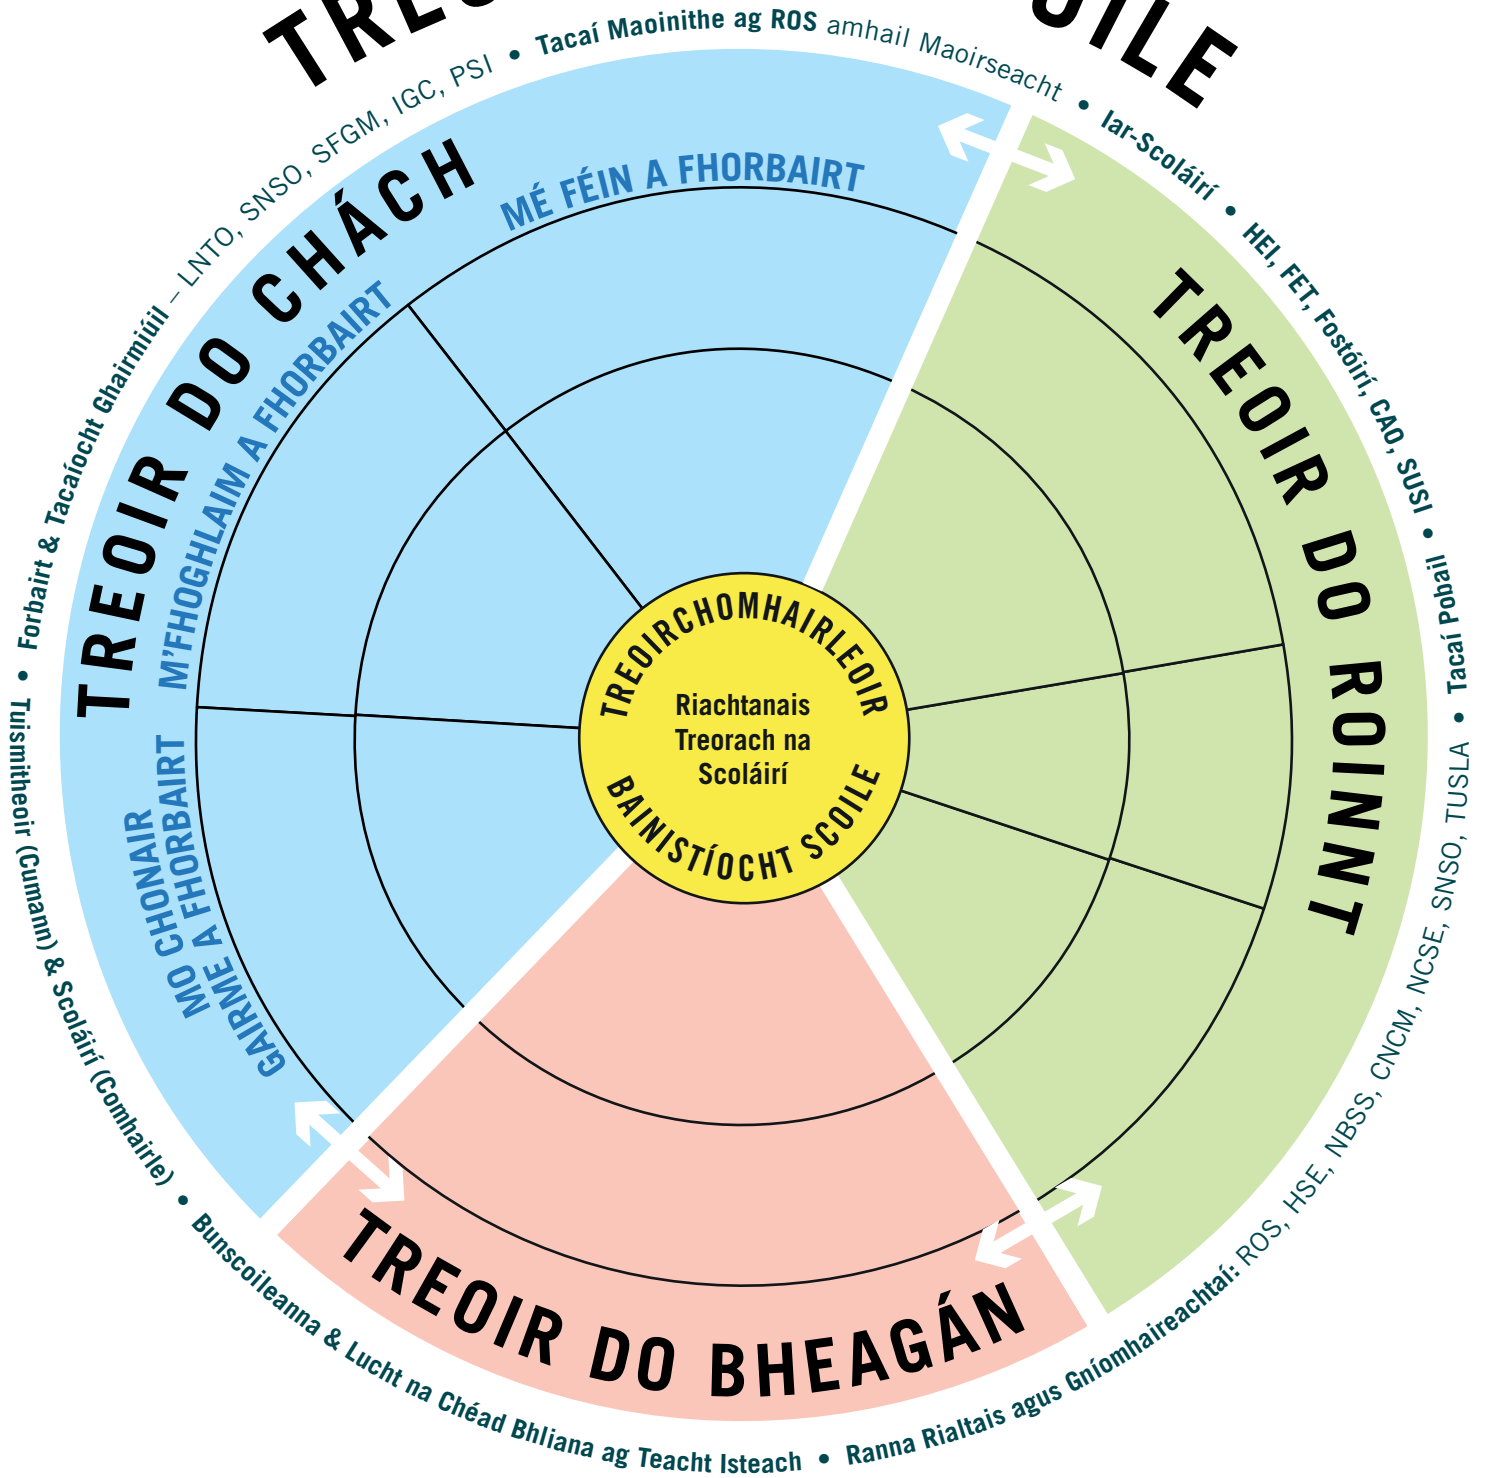 OILE
Tacaí Maoinithe ag ROS amhail Maoirseacht •
Iar-Scoláirí •
HEI, FET, Fostóirí, CAO, SUSI •
Tacaí Pobail •
Ranna Rialtais agus Gníomhaireachtaí: ROS, HSE, NBSS, CNCM, NCSE, SNSO, TUSLA
• Bunscoileanna & Lucht na Chéad Bhliana ag Teacht Isteach •
Tuismitheoir (Cumann) & Scoláirí (Comhairle)
• Forbairt & Tacaíocht Ghairmiúil – LNTO, SNSO, SFGM, IGC, PSI •
TREOIR DO CHÁCH
MÉ FÉIN A FHORBAIRT
M'FHOGHLAIM A FHORBAIRT
MO CHONAIR
GAIRME A FHORBAIRT
TREOIR DO ROINNT
TREOIR DO BHEAGÁN
TREOIRCHOMHAIRLEOIR
Riachtanais
Treorach na
Scoláirí
BAINISTÍOCHT SCOILE